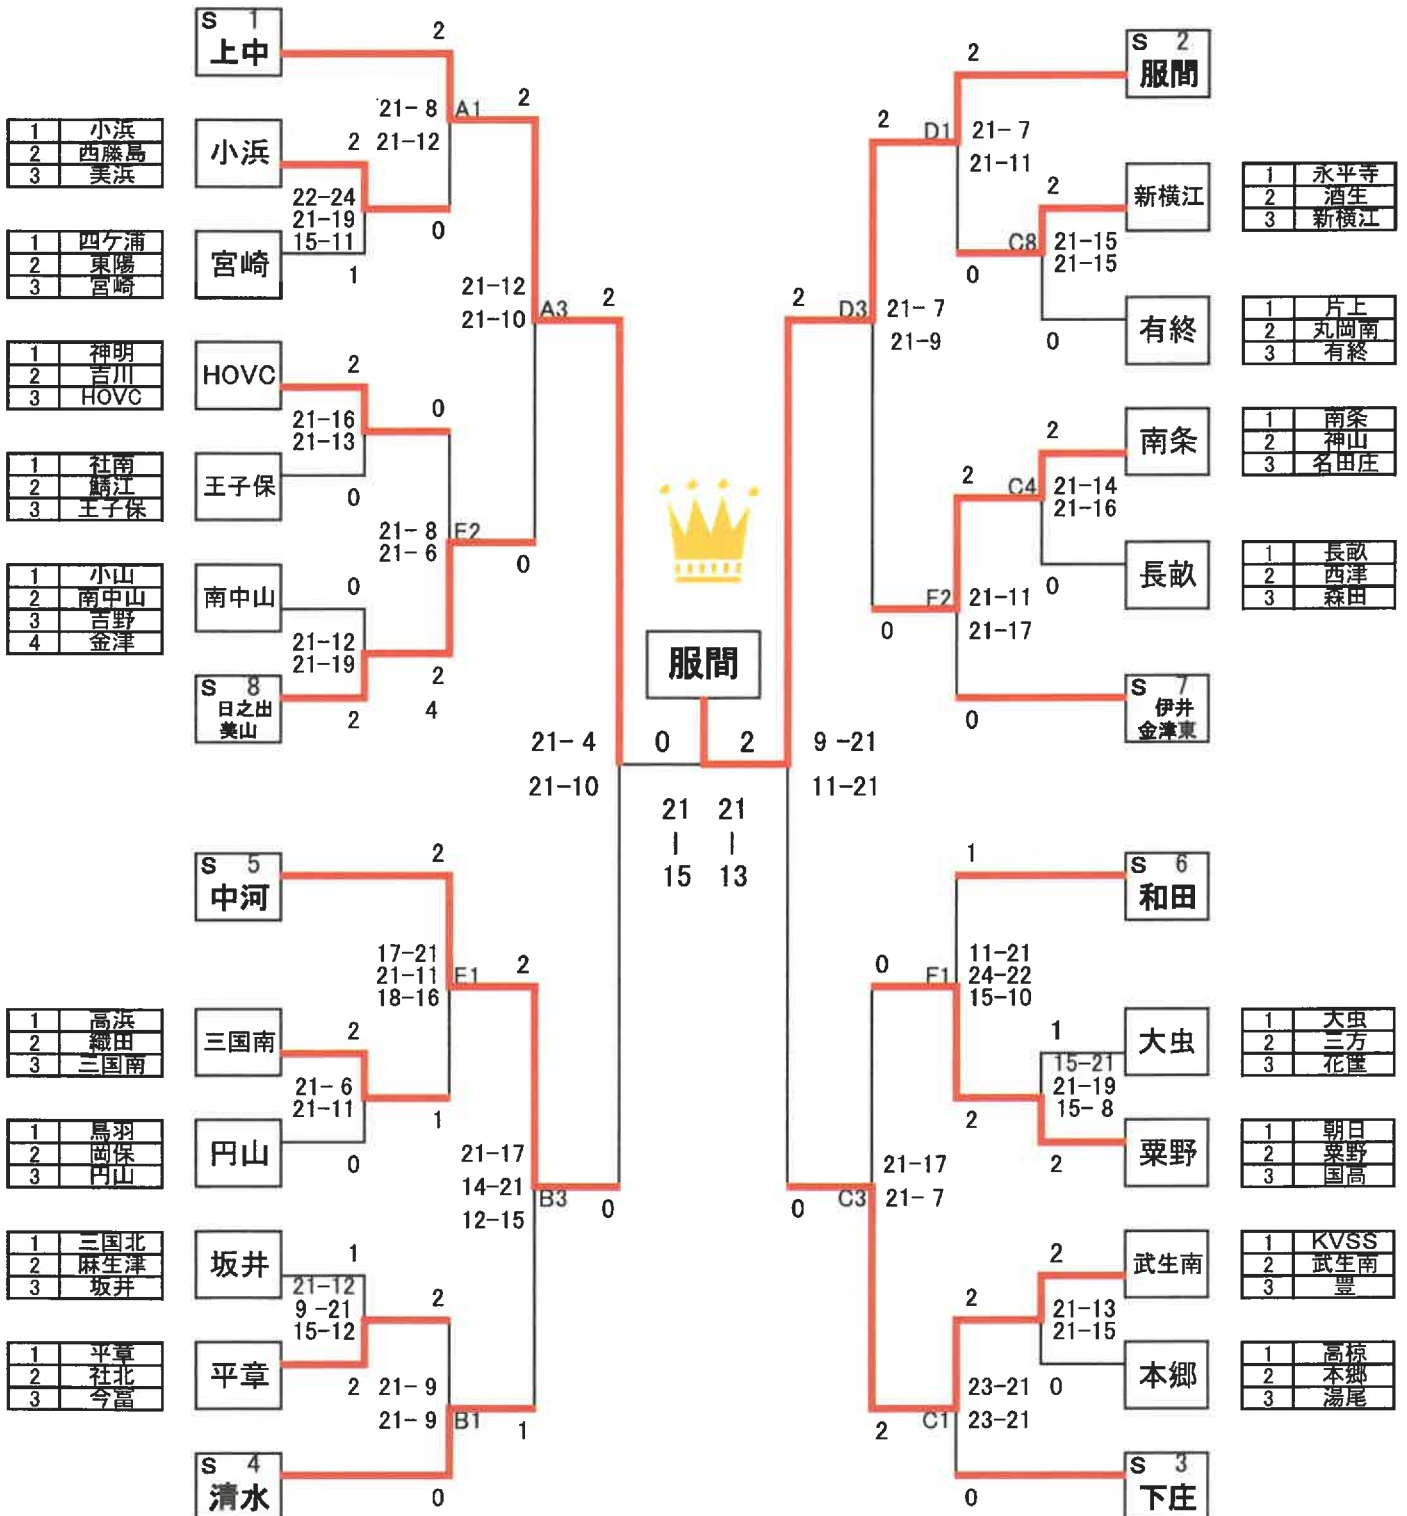 S 1
上中
2
21- 8
A1
2
21-12
1 小浜
2 西藤島
3 美浜
小浜
2
22-24
21-19
15-11
0
1 四ケ浦
2 東陽
3 宮崎
宮崎
1
21-12
21-10
A3
2
1 神明
2 吉川
3 HOVC
HOVC
2
0
21-16
21-13
1 社南
2 鯖江
3 王子保
王子保
0
21- 8
21- 6
E2
0
1 小山
2 南中山
3 吉野
4 金津
南中山
0
21-12
21-19
2
4
S 8
日之出
美山
2
21- 4
21-10
S 5
中河
2
17-21
21-11
18-16
E1
2
1 高浜
2 織田
3 三国南
三国南
2
21- 6
21-11
1
1 鳥羽
2 岡保
3 円山
円山
0
21-17
14-21
12-15
B3
0
1 三国北
2 麻生津
3 坂井
坂井
1
21-12
9 -21
15-12
2
1 平章
2 社北
3 今富
平章
2
21- 9
21- 9
B1
1
S 4
清水
0
服間
0 2
21 21
| |
15 13
S 2
服間
2
2
D1
21- 7
21-11
新横江
2
1 永平寺
2 酒生
3 新横江
C8
21-15
21-15
0
有終
0
1 片上
2 丸岡南
3 有終
2
D3
21- 7
21-9
南条
2
1 南条
2 神山
3 名田庄
2
C4
21-14
21-16
長畝
0
1 長畝
2 西津
3 森田
F2
21-11
21-17
0
S 7
伊井
金津東
0
9 -21
11-21
S 6
和田
1
0
F1
11-21
24-22
15-10
大虫
1
1 大虫
2 三方
3 花筐
15-21
21-19
15- 8
2
粟野
2
1 朝日
2 粟野
3 国高
21-17
21- 7
C3
0
武生南
2
1 KVSS
2 武生南
3 豊
2
21-13
21-15
本郷
0
1 高椋
2 本郷
3 湯尾
23-21
23-21
C1
2
S 3
下庄
0